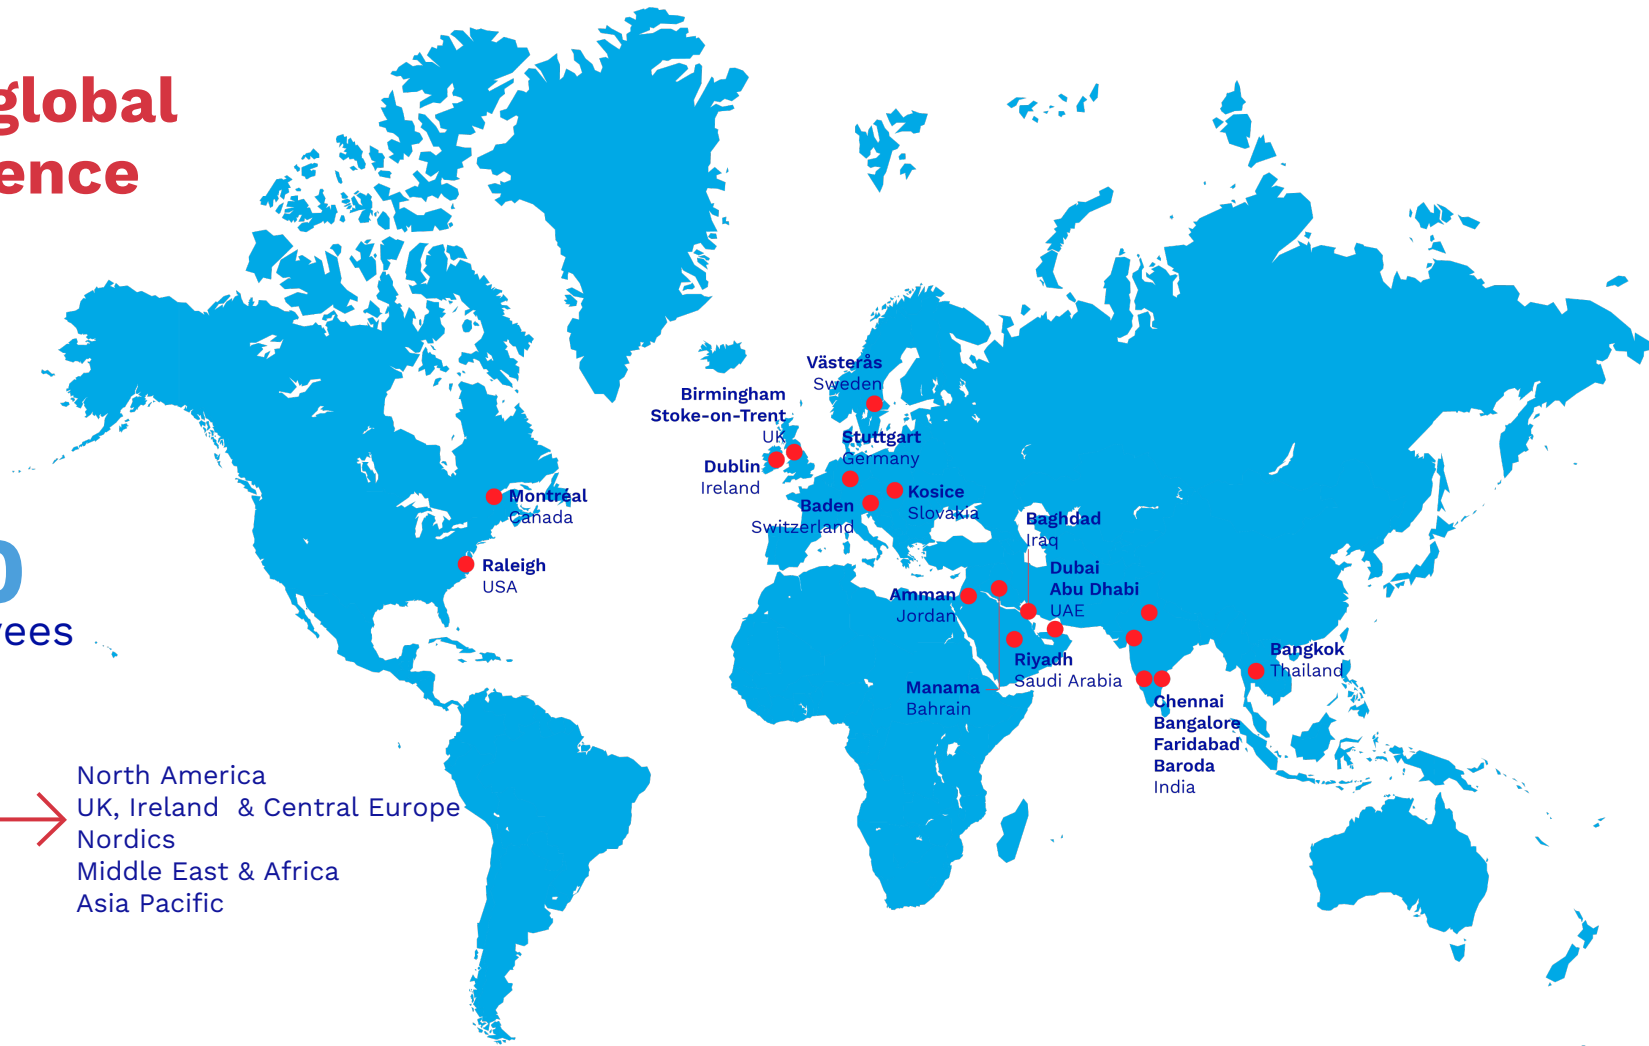 global
ence
0
yees
North America
UK, Ireland & Central Europe
Nordics
Middle East & Africa
Asia Pacific
Montréal
Canada
Raleigh
USA
Västerås
Sweden
Birmingham
Stoke-on-Trent
UK
Dublin
Ireland
Stuttgart
Germany
Baden
Switzerland
Kosice
Slovakia
Baghdad
Iraq
Dubai
Abu Dhabi
UAE
Amman
Jordan
Riyadh
Saudi Arabia
Manama
Bahrain
Bangkok
Thailand
Chennai
Bangalore
Faridabad
Baroda
India